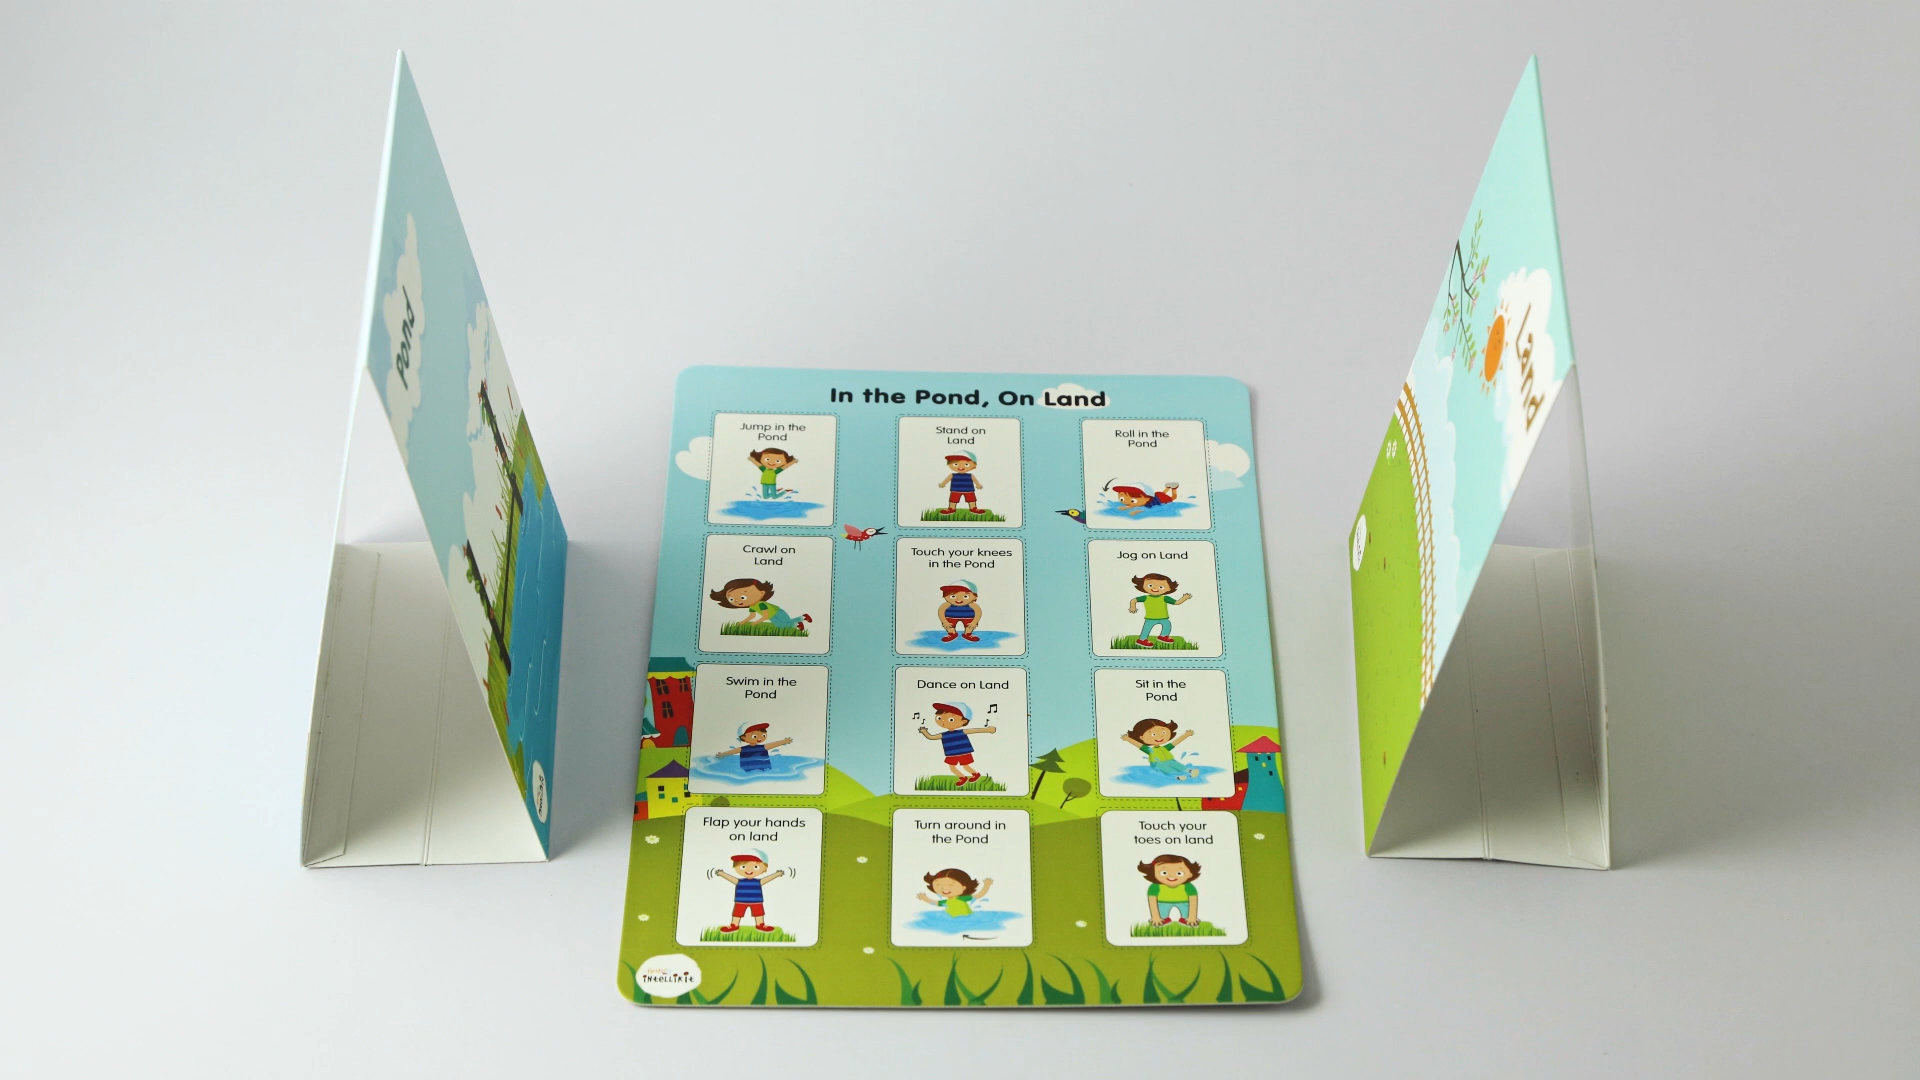 Pond
Land
In the Pond, On Land
Jump in the
Pond
Stand on
Land
Roll in the
Pond
Crawl on
Land
Touch your knees
in the Pond
Jog on Land
Swim in the
Pond
Dance on Land
Sit in the
Pond
Flap your hands
on land
Turn around in
the Pond
Touch your
toes on land
intelliKit